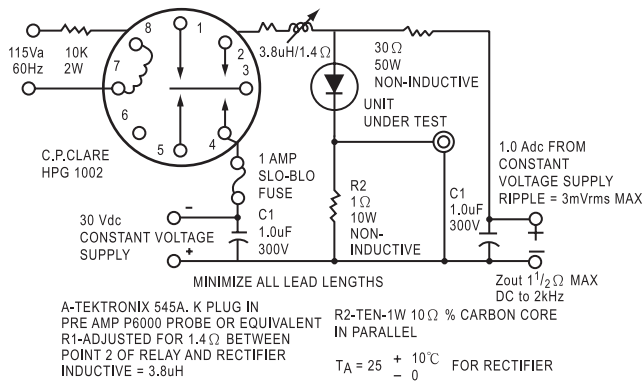 115Va
60Hz
10K
2W
8
1
7
2
3
6
5
4
3.8uH/1.4Ω
30Ω
50W
NON-INDUCTIVE
UNIT
UNDER TEST
C.P.CLARE
HPG 1002
1 AMP
SLO-BLO
FUSE
R2
1Ω
10W
NON-
INDUCTIVE
C1
1.0uF
300V
1.0 Adc FROM
CONSTANT
VOLTAGE SUPPLY
RIPPLE = 3mVrms MAX
+
−
30 Vdc
CONSTANT VOLTAGE
SUPPLY
−
+
C1
1.0uF
300V
MINIMIZE ALL LEAD LENGTHS
Zout 1 1/2 Ω MAX
DC to 2kHz
A-TEKTRONIX 545A. K PLUG IN
PRE AMP P6000 PROBE OR EQUIVALENT
R1-ADJUSTED FOR 1.4Ω BETWEEN
POINT 2 OF RELAY AND RECTIFIER
INDUCTIVE = 3.8uH
R2-TEN-1W 10Ω % CARBON CORE
IN PARALLEL
TA = 25 + 10℃ − 0 FOR RECTIFIER